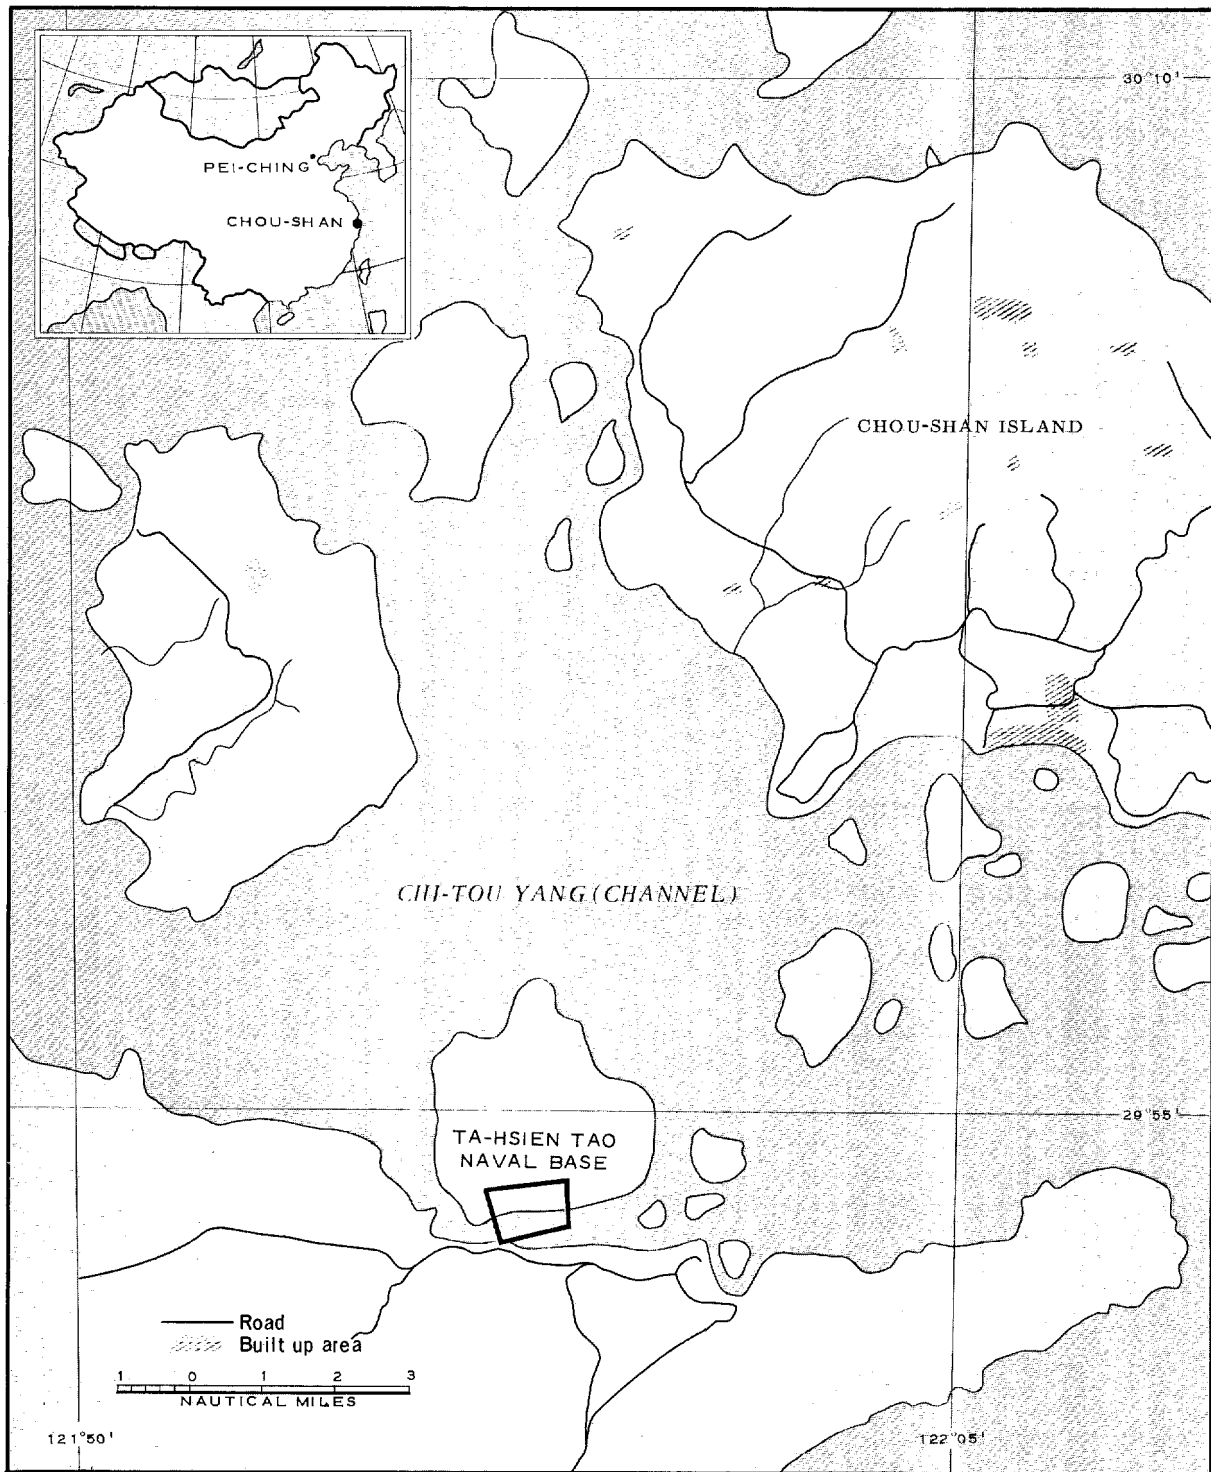 30°10'
PEI-CHING
CHOU-SHAN
CHOU-SHAN ISLAND
CHI-TOU YANG (CHANNEL)
29°55'
TA-HSIEN TAO
NAVAL BASE
Road
Built up area
1 0 1 2 3
NAUTICAL MILES
121°50'
122°05'